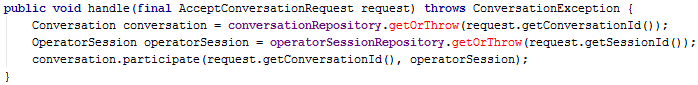 public void handle(final AcceptConversationRequest request) throws ConversationException {
    Conversation conversation = conversationRepository.getOrThrow(request.getConversationId());
    OperatorSession operatorSession = operatorSessionRepository.getOrThrow(request.getSessionId());
    conversation.participate(request.getConversationId(), operatorSession);
}